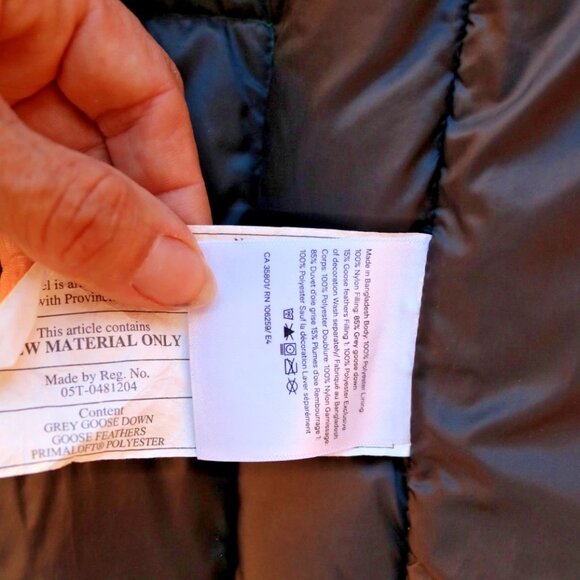 el is
with Provinc
This article contains
W MATERIAL ONLY
Made by Reg. No.
05T-0481204
Content
GREY GOOSE DOWN
GOOSE FEATHERS
PRIMALOFT® POLYESTER
Made in Bangladesh Body: 100% Polyester Lining:
100% Nylon Filling: 85% Grey goose down
15% Goose feathers Filling 1: 100% Polyester Exclusive
of decoration Wash separately/ Fabriqué au Bangladesh
Corps: 100% Polyester Doublure: 100% Nylon Garnissage:
85% Duvet d'oie grise 15% Plumes d'oie Rembourrage 1:
100% Polyester Sauf la décoration Laver séparément
CA 35801/ RN 106259/ E4